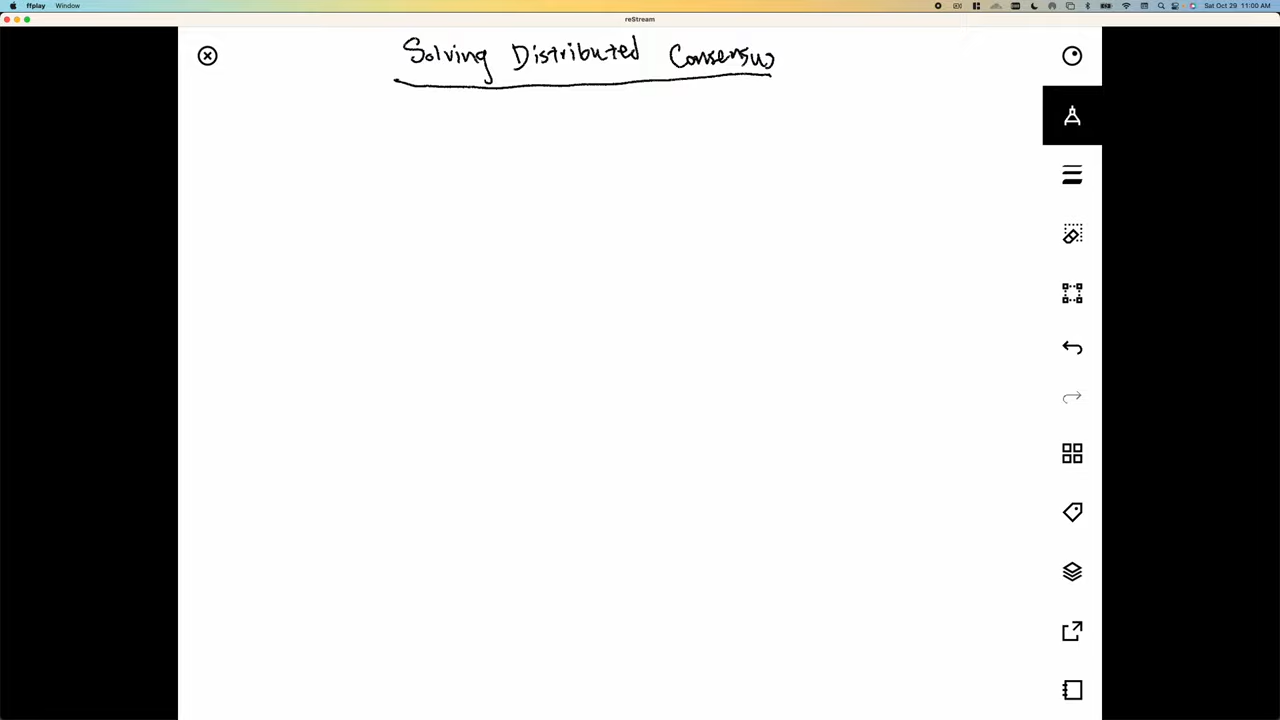 ffplay Window Sat Oct 29 11:00 AM
reStream
Solving Distributed Consensus